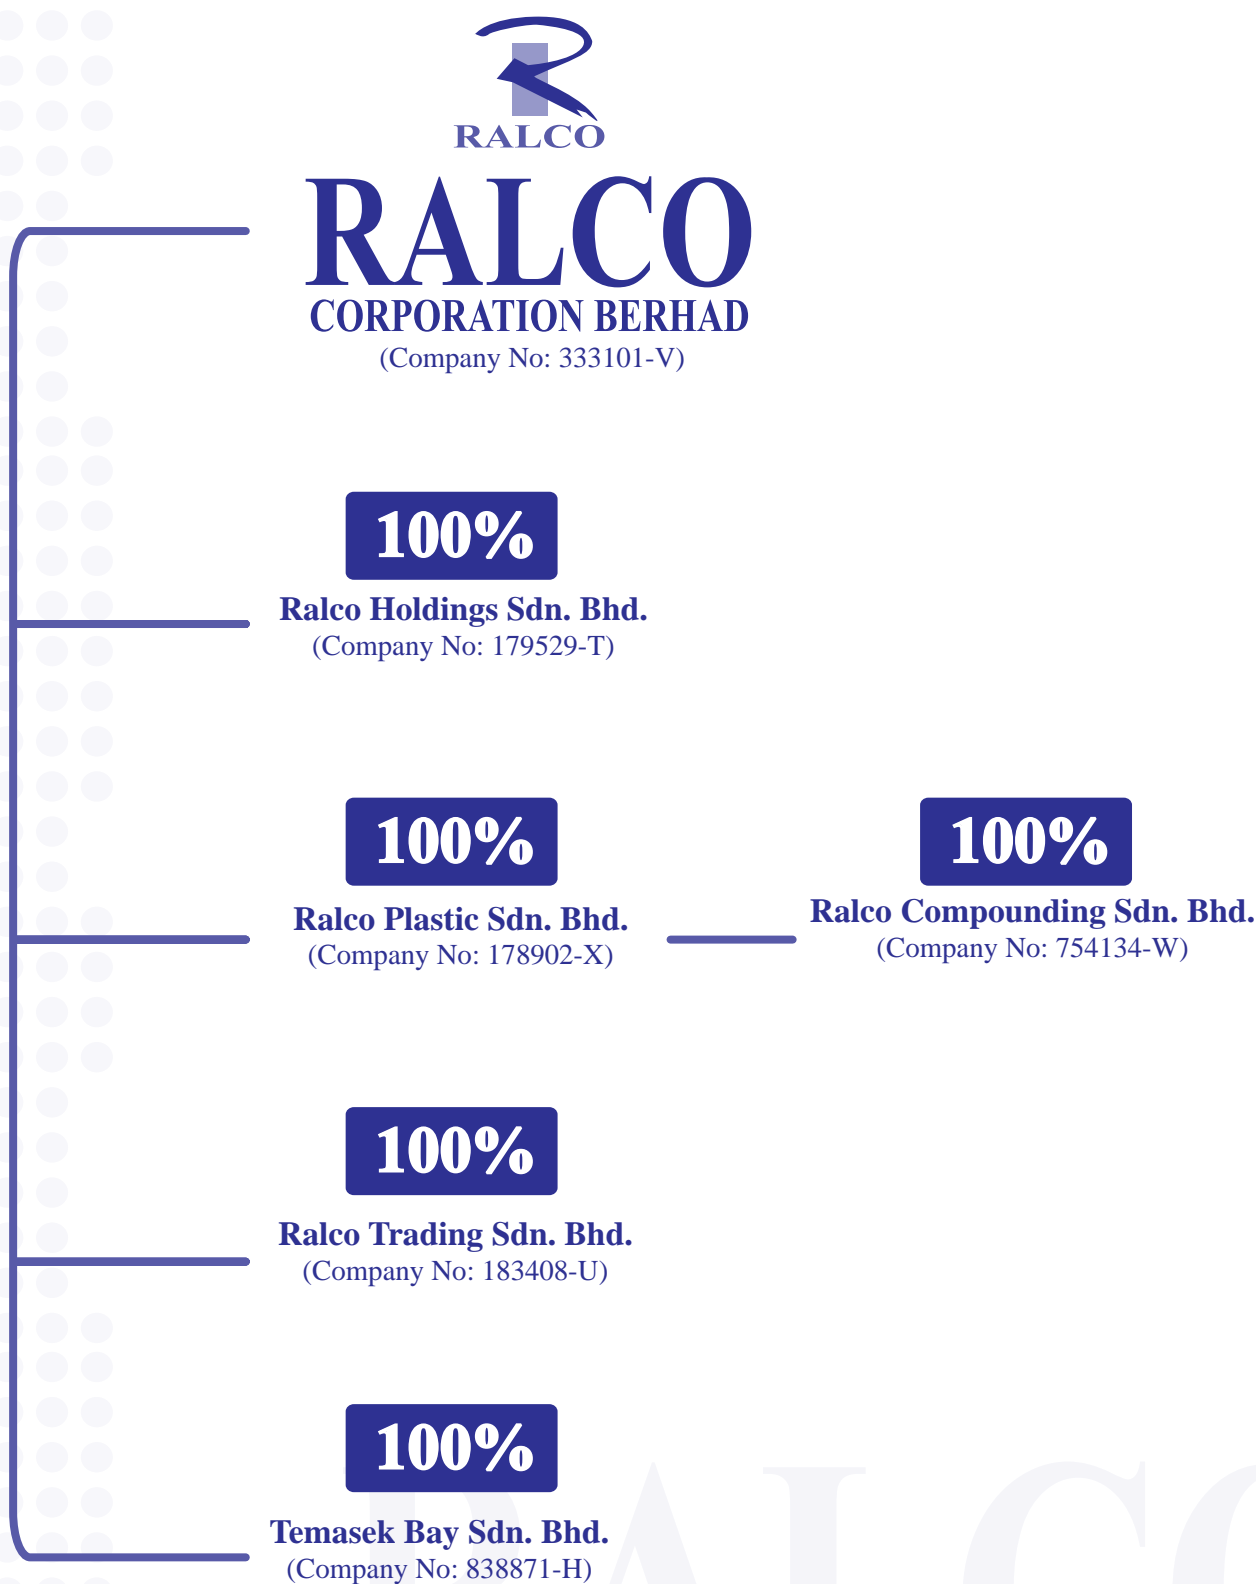 RALCO
RALCO
CORPORATION BERHAD
(Company No: 333101-V)
100%
Ralco Holdings Sdn. Bhd.
(Company No: 179529-T)
100%
Ralco Plastic Sdn. Bhd.
(Company No: 178902-X)
100%
Ralco Compounding Sdn. Bhd.
(Company No: 754134-W)
100%
Ralco Trading Sdn. Bhd.
(Company No: 183408-U)
100%
Temasek Bay Sdn. Bhd.
(Company No: 838871-H)
RALCO